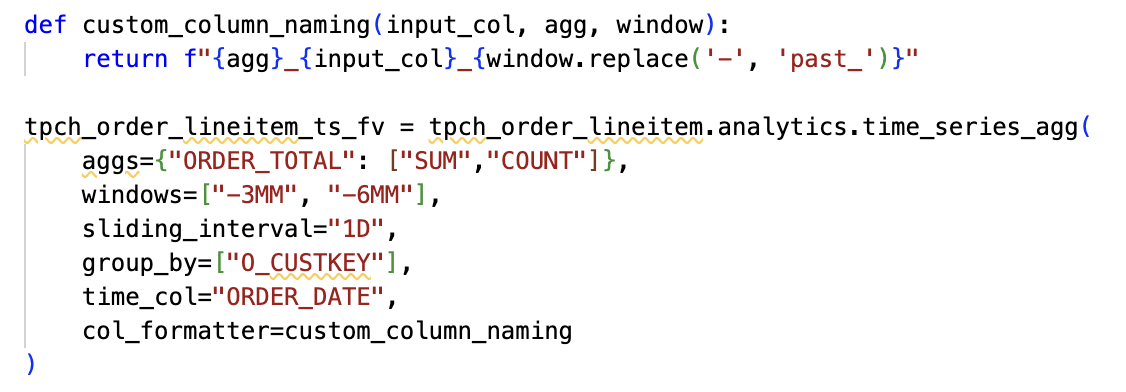 def custom_column_naming(input_col, agg, window):
    return f"{agg}_{input_col}_{window.replace('-', 'past_')}"

tpch_order_lineitem_ts_fv = tpch_order_lineitem.analytics.time_series_agg(
    aggs={"ORDER_TOTAL": ["SUM","COUNT"]},
    windows=["-3MM", "-6MM"],
    sliding_interval="1D",
    group_by=["O_CUSTKEY"],
    time_col="ORDER_DATE",
    col_formatter=custom_column_naming
)